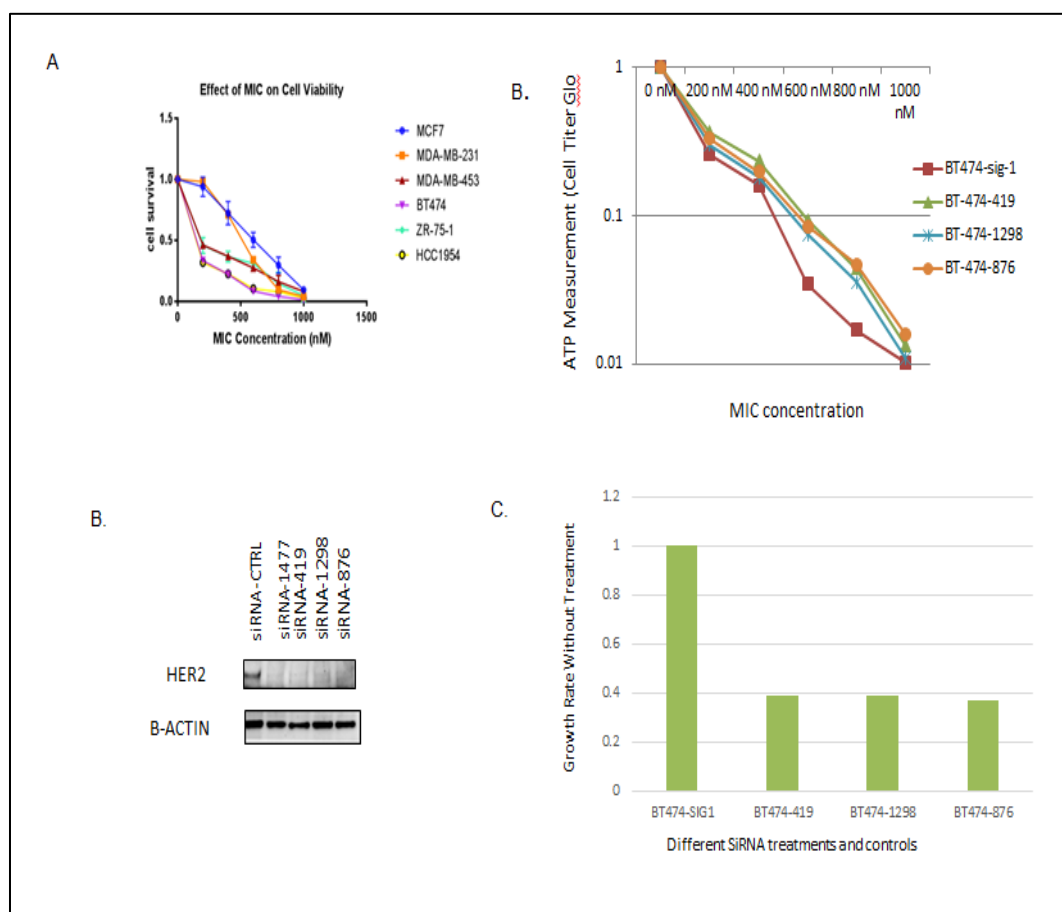 A
Effect of MIC on Cell Viability
1.5
1.0
0.5
0.0
0
500
1000
1500
cell survival
MIC Concentration (nM)
MCF7
MDA-MB-231
MDA-MB-453
BT474
ZR-75-1
HCC1954
B.
1
0.1
0.01
0 nM
200 nM
400 nM
600 nM
800 nM
1000 nM
ATP Measurement (Cell Titer Glo
MIC concentration
BT474-sig-1
BT-474-419
BT-474-1298
BT-474-876
B.
siRNA-CTRL
siRNA-1477
siRNA-419
siRNA-1298
siRNA-876
HER2
B-ACTIN
C.
1.2
1
0.8
0.6
0.4
0.2
0
Growth Rate Without Treatment
BT474-SIG1
BT474-419
BT474-1298
BT474-876
Different SiRNA treatments and controls